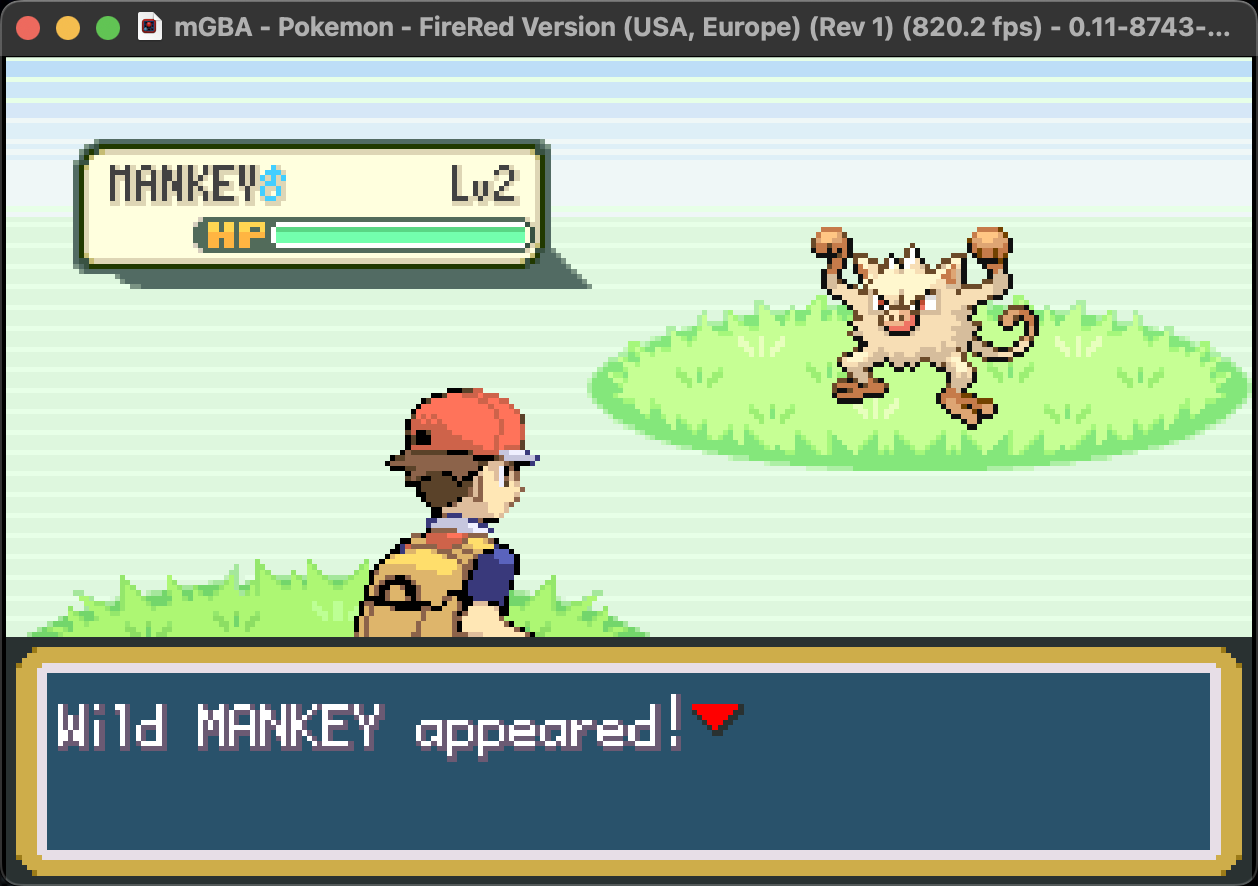 mGBA - Pokemon - FireRed Version (USA, Europe) (Rev 1) (820.2 fps) - 0.11-8743-...
MANKEY♂ Lv2
HP
Wild MANKEY appeared!